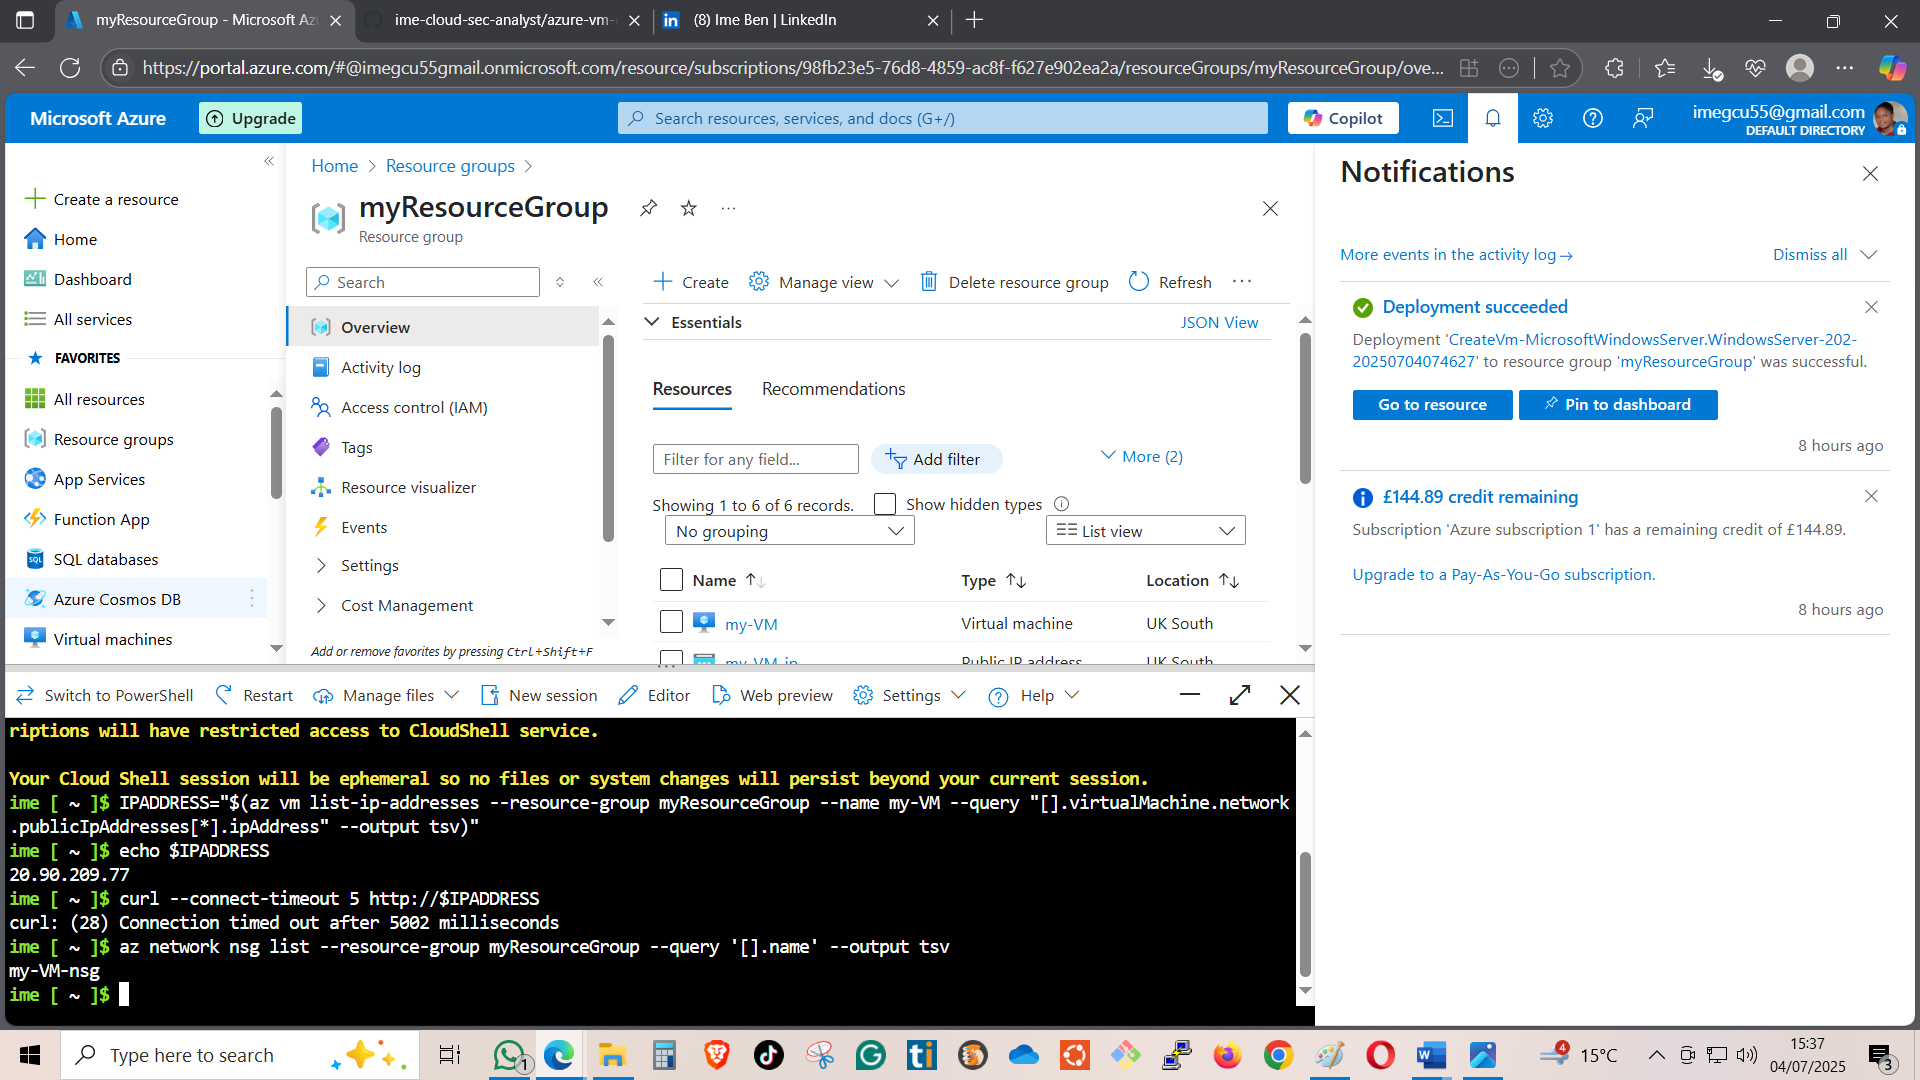 myResourceGroup - Microsoft Az
ime-cloud-sec-analyst/azure-vm-
(8) Ime Ben | LinkedIn
https://portal.azure.com/#@imegcu55gmail.onmicrosoft.com/resource/subscriptions/98fb23e5-76d8-4859-ac8f-f627e902ea2a/resourceGroups/myResourceGroup/ove...
Microsoft Azure
Upgrade
Search resources, services, and docs (G+/)
Copilot
imegcu55@gmail.com
DEFAULT DIRECTORY
Create a resource
Home
Dashboard
All services
FAVORITES
All resources
Resource groups
App Services
Function App
SQL databases
Azure Cosmos DB
Virtual machines
Home > Resource groups >
myResourceGroup
Resource group
Search
Overview
Activity log
Access control (IAM)
Tags
Resource visualizer
Events
Settings
Cost Management
Add or remove favorites by pressing Ctrl+Shift+F
Create
Manage view
Delete resource group
Refresh
Essentials
JSON View
Resources
Recommendations
Filter for any field...
Add filter
More (2)
Showing 1 to 6 of 6 records.
Show hidden types
No grouping
List view
Name
Type
Location
my-VM
Virtual machine
UK South
my-VM-ip
Public IP address
UK South
Notifications
More events in the activity log →
Dismiss all
Deployment succeeded
Deployment 'CreateVm-MicrosoftWindowsServer.WindowsServer-202-
20250704074627' to resource group 'myResourceGroup' was successful.
Go to resource
Pin to dashboard
8 hours ago
£144.89 credit remaining
Subscription 'Azure subscription 1' has a remaining credit of £144.89.
Upgrade to a Pay-As-You-Go subscription.
8 hours ago
Switch to PowerShell
Restart
Manage files
New session
Editor
Web preview
Settings
Help
riptions will have restricted access to CloudShell service.
Your Cloud Shell session will be ephemeral so no files or system changes will persist beyond your current session.
ime [ ~ ]$ IPADDRESS="$(az vm list-ip-addresses --resource-group myResourceGroup --name my-VM --query "[].virtualMachine.network
.publicIpAddresses[*].ipAddress" --output tsv)"
ime [ ~ ]$ echo $IPADDRESS
20.90.209.77
ime [ ~ ]$ curl --connect-timeout 5 http://$IPADDRESS
curl: (28) Connection timed out after 5002 milliseconds
ime [ ~ ]$ az network nsg list --resource-group myResourceGroup --query '[].name' --output tsv
my-VM-nsg
ime [ ~ ]$
Type here to search
1
4
15°C
15:37
04/07/2025
3